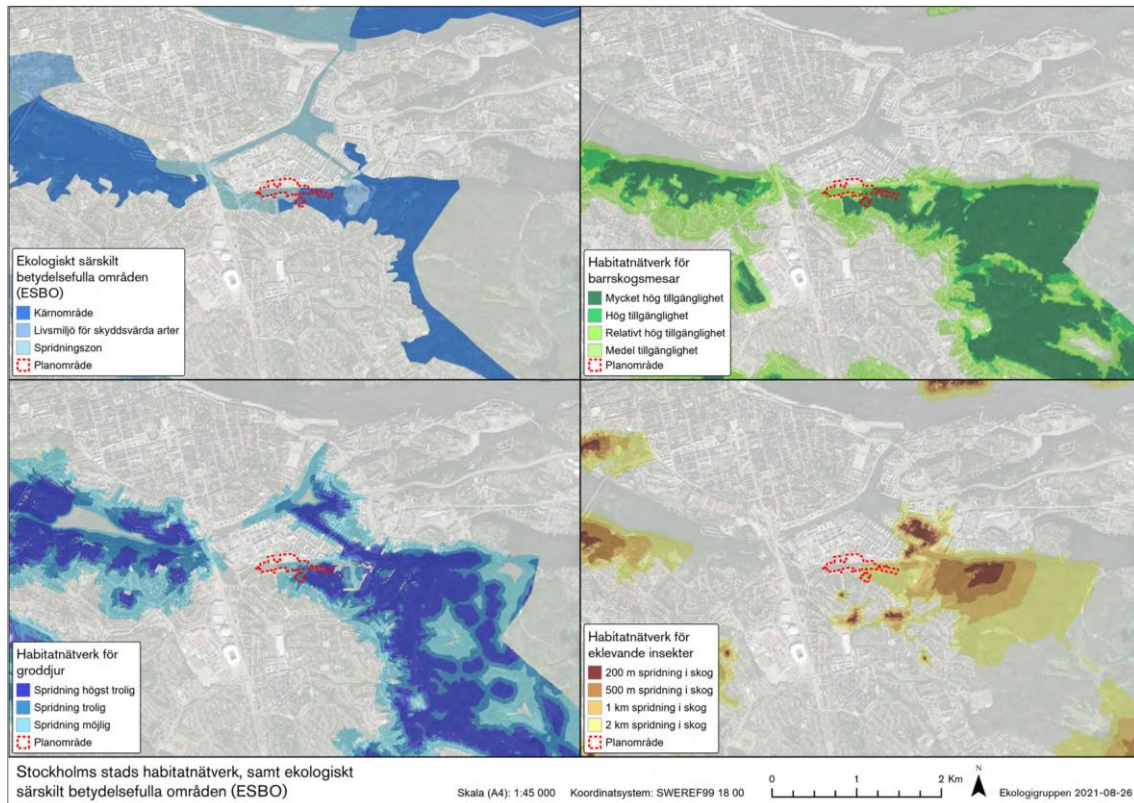 Ekologiskt särskilt
betydelsefulla områden
(ESBO)
Kärnområde
Livsmiljö för skyddsvärda arter
Spridningszon
Planområde
Habitatnätverk för
barrskogsmesar
Mycket hög tillgänglighet
Hög tillgänglighet
Relativt hög tillgänglighet
Medel tillgänglighet
Planområde
Habitatnätverk för
groddjur
Spridning högst trolig
Spridning trolig
Spridning möjlig
Planområde
Habitatnätverk för
eklevande insekter
200 m spridning i skog
500 m spridning i skog
1 km spridning i skog
2 km spridning i skog
Planområde
Stockholms stads habitatnätverk, samt ekologiskt
särskilt betydelsefulla områden (ESBO)
Skala (A4): 1:45 000 Koordinatsystem: SWEREF99 18 00
0 1 2 Km
N
Ekologigruppen 2021-08-26